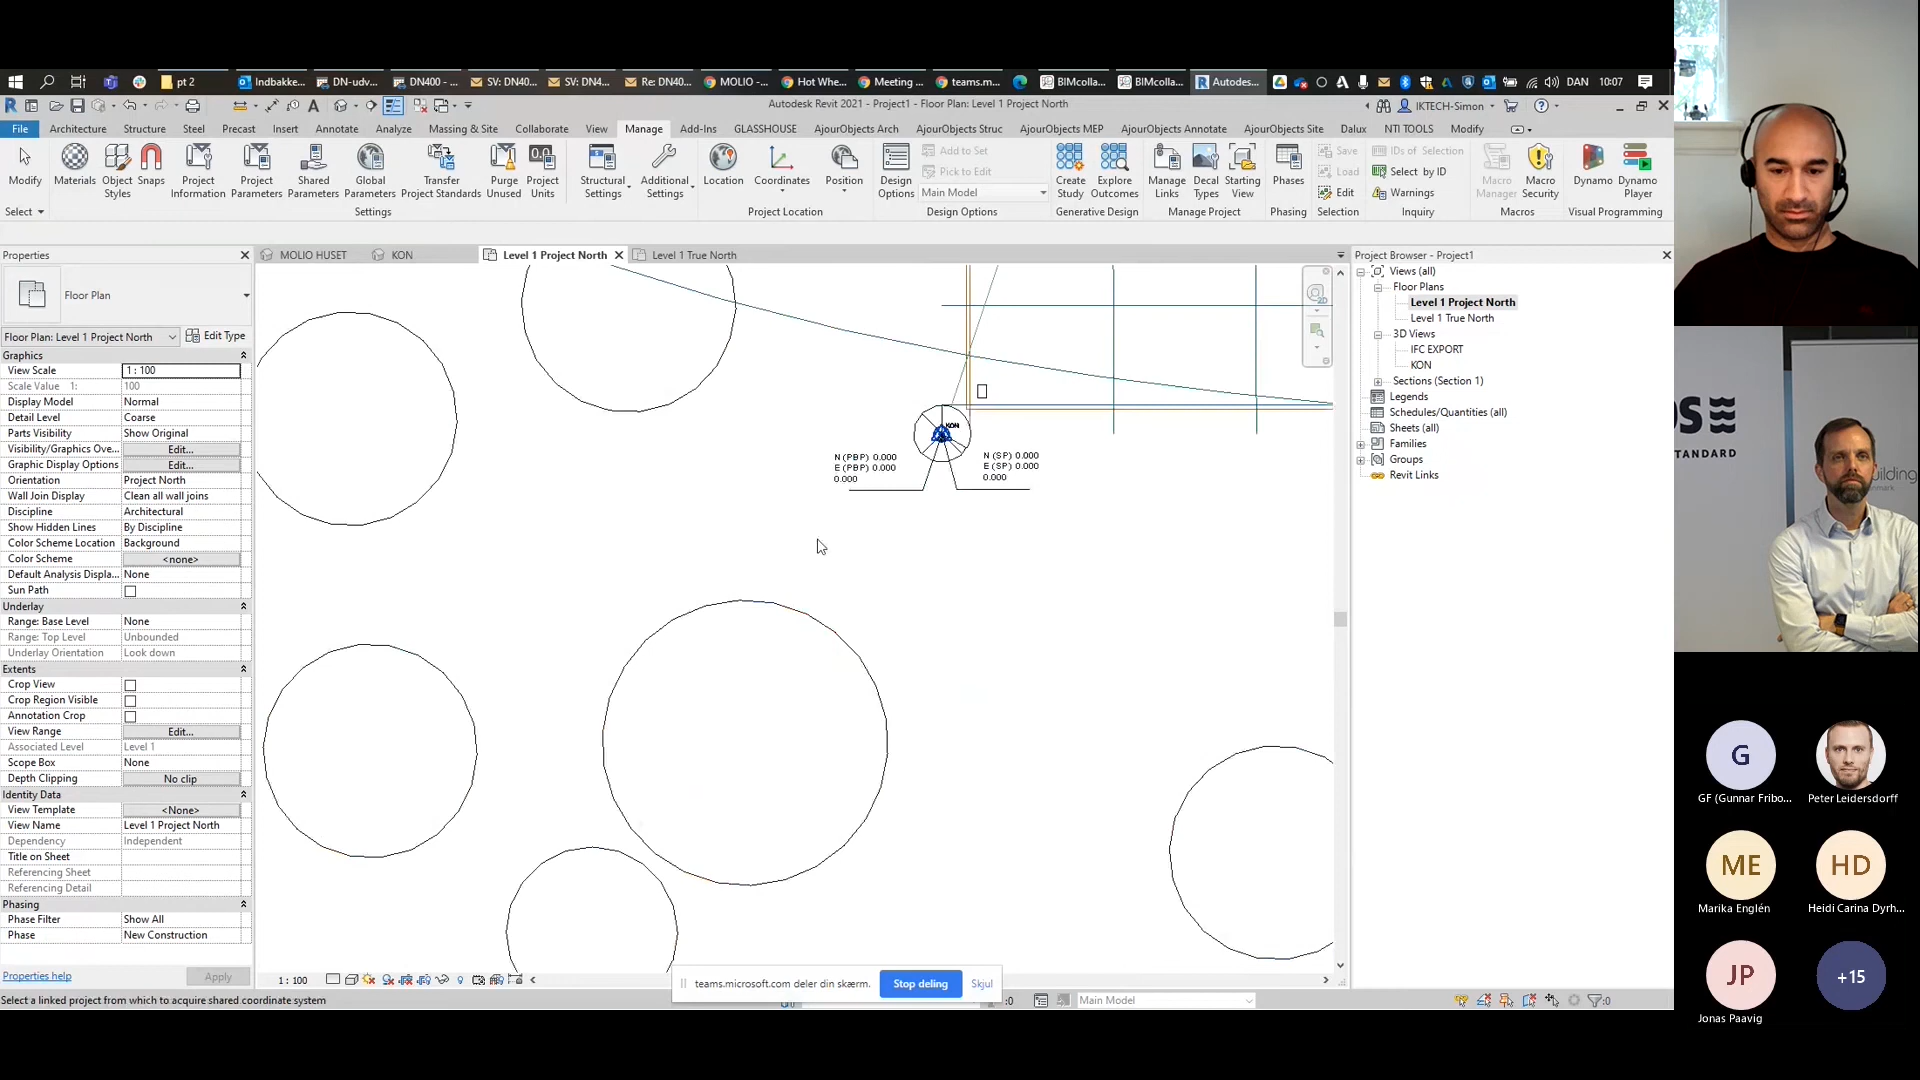 pt 2
Indbakke...
DN-udv...
DN400 - ...
SV: DN40...
SV: DN4...
Re: DN40...
MOLIO -...
Hot Whe...
Meeting ...
teams.m...
BIMcolla...
BIMcolla...
Autodes...
DAN
10:07
Autodesk Revit 2021 - Project1 - Floor Plan: Level 1 Project North
IKTECH-Simon
File
Architecture
Structure
Steel
Precast
Insert
Annotate
Analyze
Massing & Site
Collaborate
View
Manage
Add-Ins
GLASSHOUSE
AjourObjects Arch
AjourObjects Struc
AjourObjects MEP
AjourObjects Annotate
AjourObjects Site
Dalux
NTI TOOLS
Modify
Modify
Materials
Object Styles
Snaps
Project Information
Project Parameters
Shared Parameters
Global Parameters
Transfer Project Standards
Purge Unused
Project Units
Structural Settings
Additional Settings
Location
Coordinates
Position
Design Options
Add to Set
Pick to Edit
Main Model
Create Study
Explore Outcomes
Manage Links
Decal Types
Starting View
Phases
Save
Load
Edit
IDs of Selection
Select by ID
Warnings
Macro Manager
Macro Security
Dynamo
Dynamo Player
Select
Settings
Project Location
Design Options
Generative Design
Manage Project
Phasing
Selection
Inquiry
Macros
Visual Programming
Properties
MOLIO HUSET
KON
Level 1 Project North
Level 1 True North
Floor Plan
Floor Plan: Level 1 Project North
Edit Type
Graphics
View Scale 1 : 100
Scale Value 1: 100
Display Model Normal
Detail Level Coarse
Parts Visibility Show Original
Visibility/Graphics Ove... Edit...
Graphic Display Options Edit...
Orientation Project North
Wall Join Display Clean all wall joins
Discipline Architectural
Show Hidden Lines By Discipline
Color Scheme Location Background
Color Scheme <none>
Default Analysis Displa... None
Sun Path
Underlay
Range: Base Level None
Range: Top Level Unbounded
Underlay Orientation Look down
Extents
Crop View
Crop Region Visible
Annotation Crop
View Range Edit...
Associated Level Level 1
Scope Box None
Depth Clipping No clip
Identity Data
View Template <None>
View Name Level 1 Project North
Dependency Independent
Title on Sheet
Referencing Sheet
Referencing Detail
Phasing
Phase Filter Show All
Phase New Construction
Properties help
Apply
KON
N (PBP) 0.000
E (PBP) 0.000
0.000
N (SP) 0.000
E (SP) 0.000
0.000
2D
Project Browser - Project1
Views (all)
Floor Plans
Level 1 Project North
Level 1 True North
3D Views
IFC EXPORT
KON
Sections (Section 1)
Legends
Schedules/Quantities (all)
Sheets (all)
Families
Groups
Revit Links
1 : 100
teams.microsoft.com deler din skærm.
Stop deling
Skjul
Select a linked project from which to acquire shared coordinate system
:0
Main Model
:0
STANDARD
uilding
G
GF (Gunnar Fribo...
Peter Leidersdorff
ME
Marika Englén
HD
Heidi Carina Dyrh...
JP
Jonas Paavig
+15